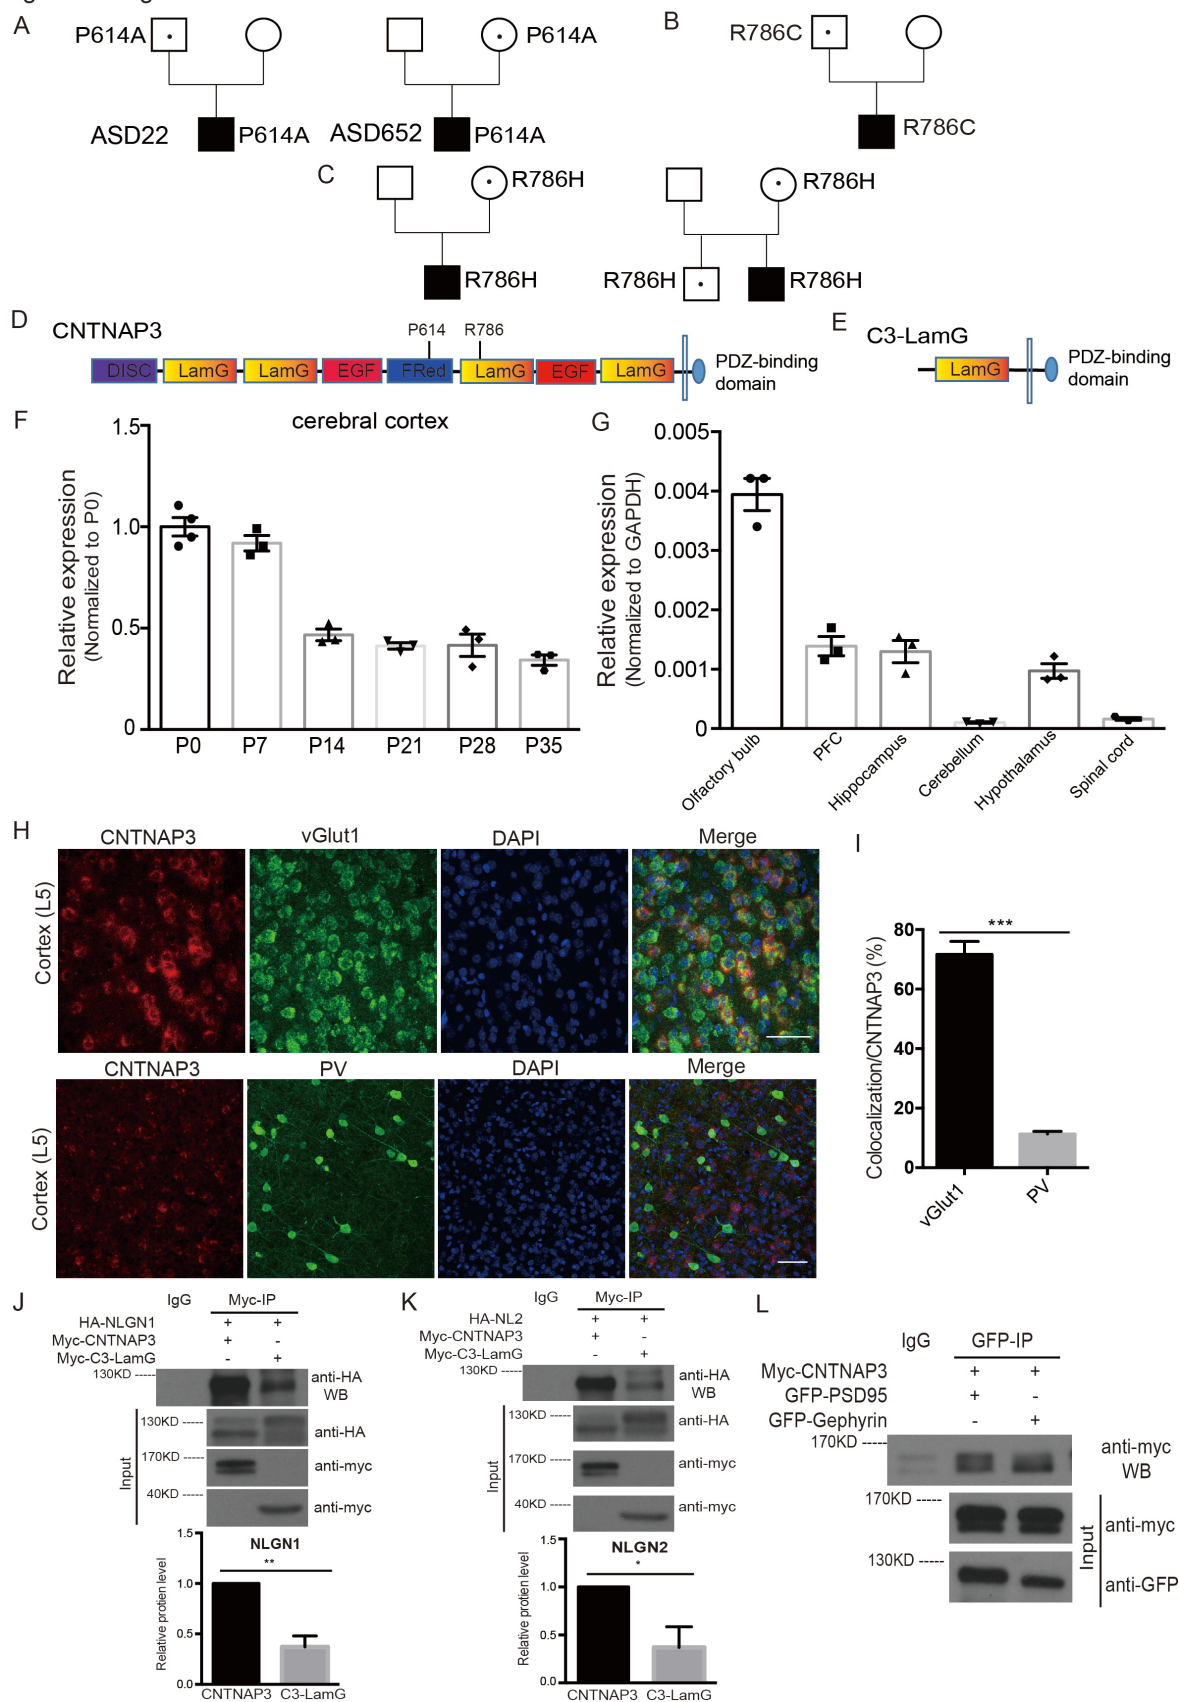 A
P614A
P614A
ASD22
P614A
ASD652
P614A
B
R786C
R786C
C
R786H
R786H
R786H
R786H
R786H
D
CNTNAP3
P614
R786
DISC
LamG
LamG
EGF
FRed
LamG
EGF
LamG
PDZ-binding
domain
E
C3-LamG
LamG
PDZ-binding
domain
F
cerebral cortex
Relative expression
(Normalized to P0)
1.5
1.0
0.5
0
P0
P7
P14
P21
P28
P35
G
Relative expression
(Normalized to GAPDH)
0.005
0.004
0.003
0.002
0.001
0
Olfactory bulb
PFC
Hippocampus
Cerebellum
Hypothalamus
Spinal cord
H
CNTNAP3
vGlut1
DAPI
Merge
Cortex (L5)
CNTNAP3
PV
DAPI
Merge
Cortex (L5)
I
Colocalization/CNTNAP3 (%)
80
60
40
20
0
***
vGlut1
PV
J
IgG
Myc-IP
HA-NLGN1 + +
Myc-CNTNAP3 + -
Myc-C3-LamG - +
130KD -----
anti-HA
WB
130KD -----
anti-HA
170KD -----
anti-myc
40KD -----
anti-myc
Input
NLGN1
**
Relative protien level
1.5
1.0
0.5
0.0
CNTNAP3
C3-LamG
K
IgG
Myc-IP
HA-NL2 + +
Myc-CNTNAP3 + -
Myc-C3-LamG - +
130KD -----
anti-HA
WB
130KD -----
anti-HA
170KD -----
anti-myc
40KD -----
anti-myc
Input
NLGN2
*
Relative protien level
1.5
1.0
0.5
0.0
CNTNAP3
C3-LamG
L
IgG
GFP-IP
Myc-CNTNAP3 + +
GFP-PSD95 + -
GFP-Gephyrin - +
170KD -----
anti-myc
WB
170KD -----
anti-myc
130KD -----
anti-GFP
Input